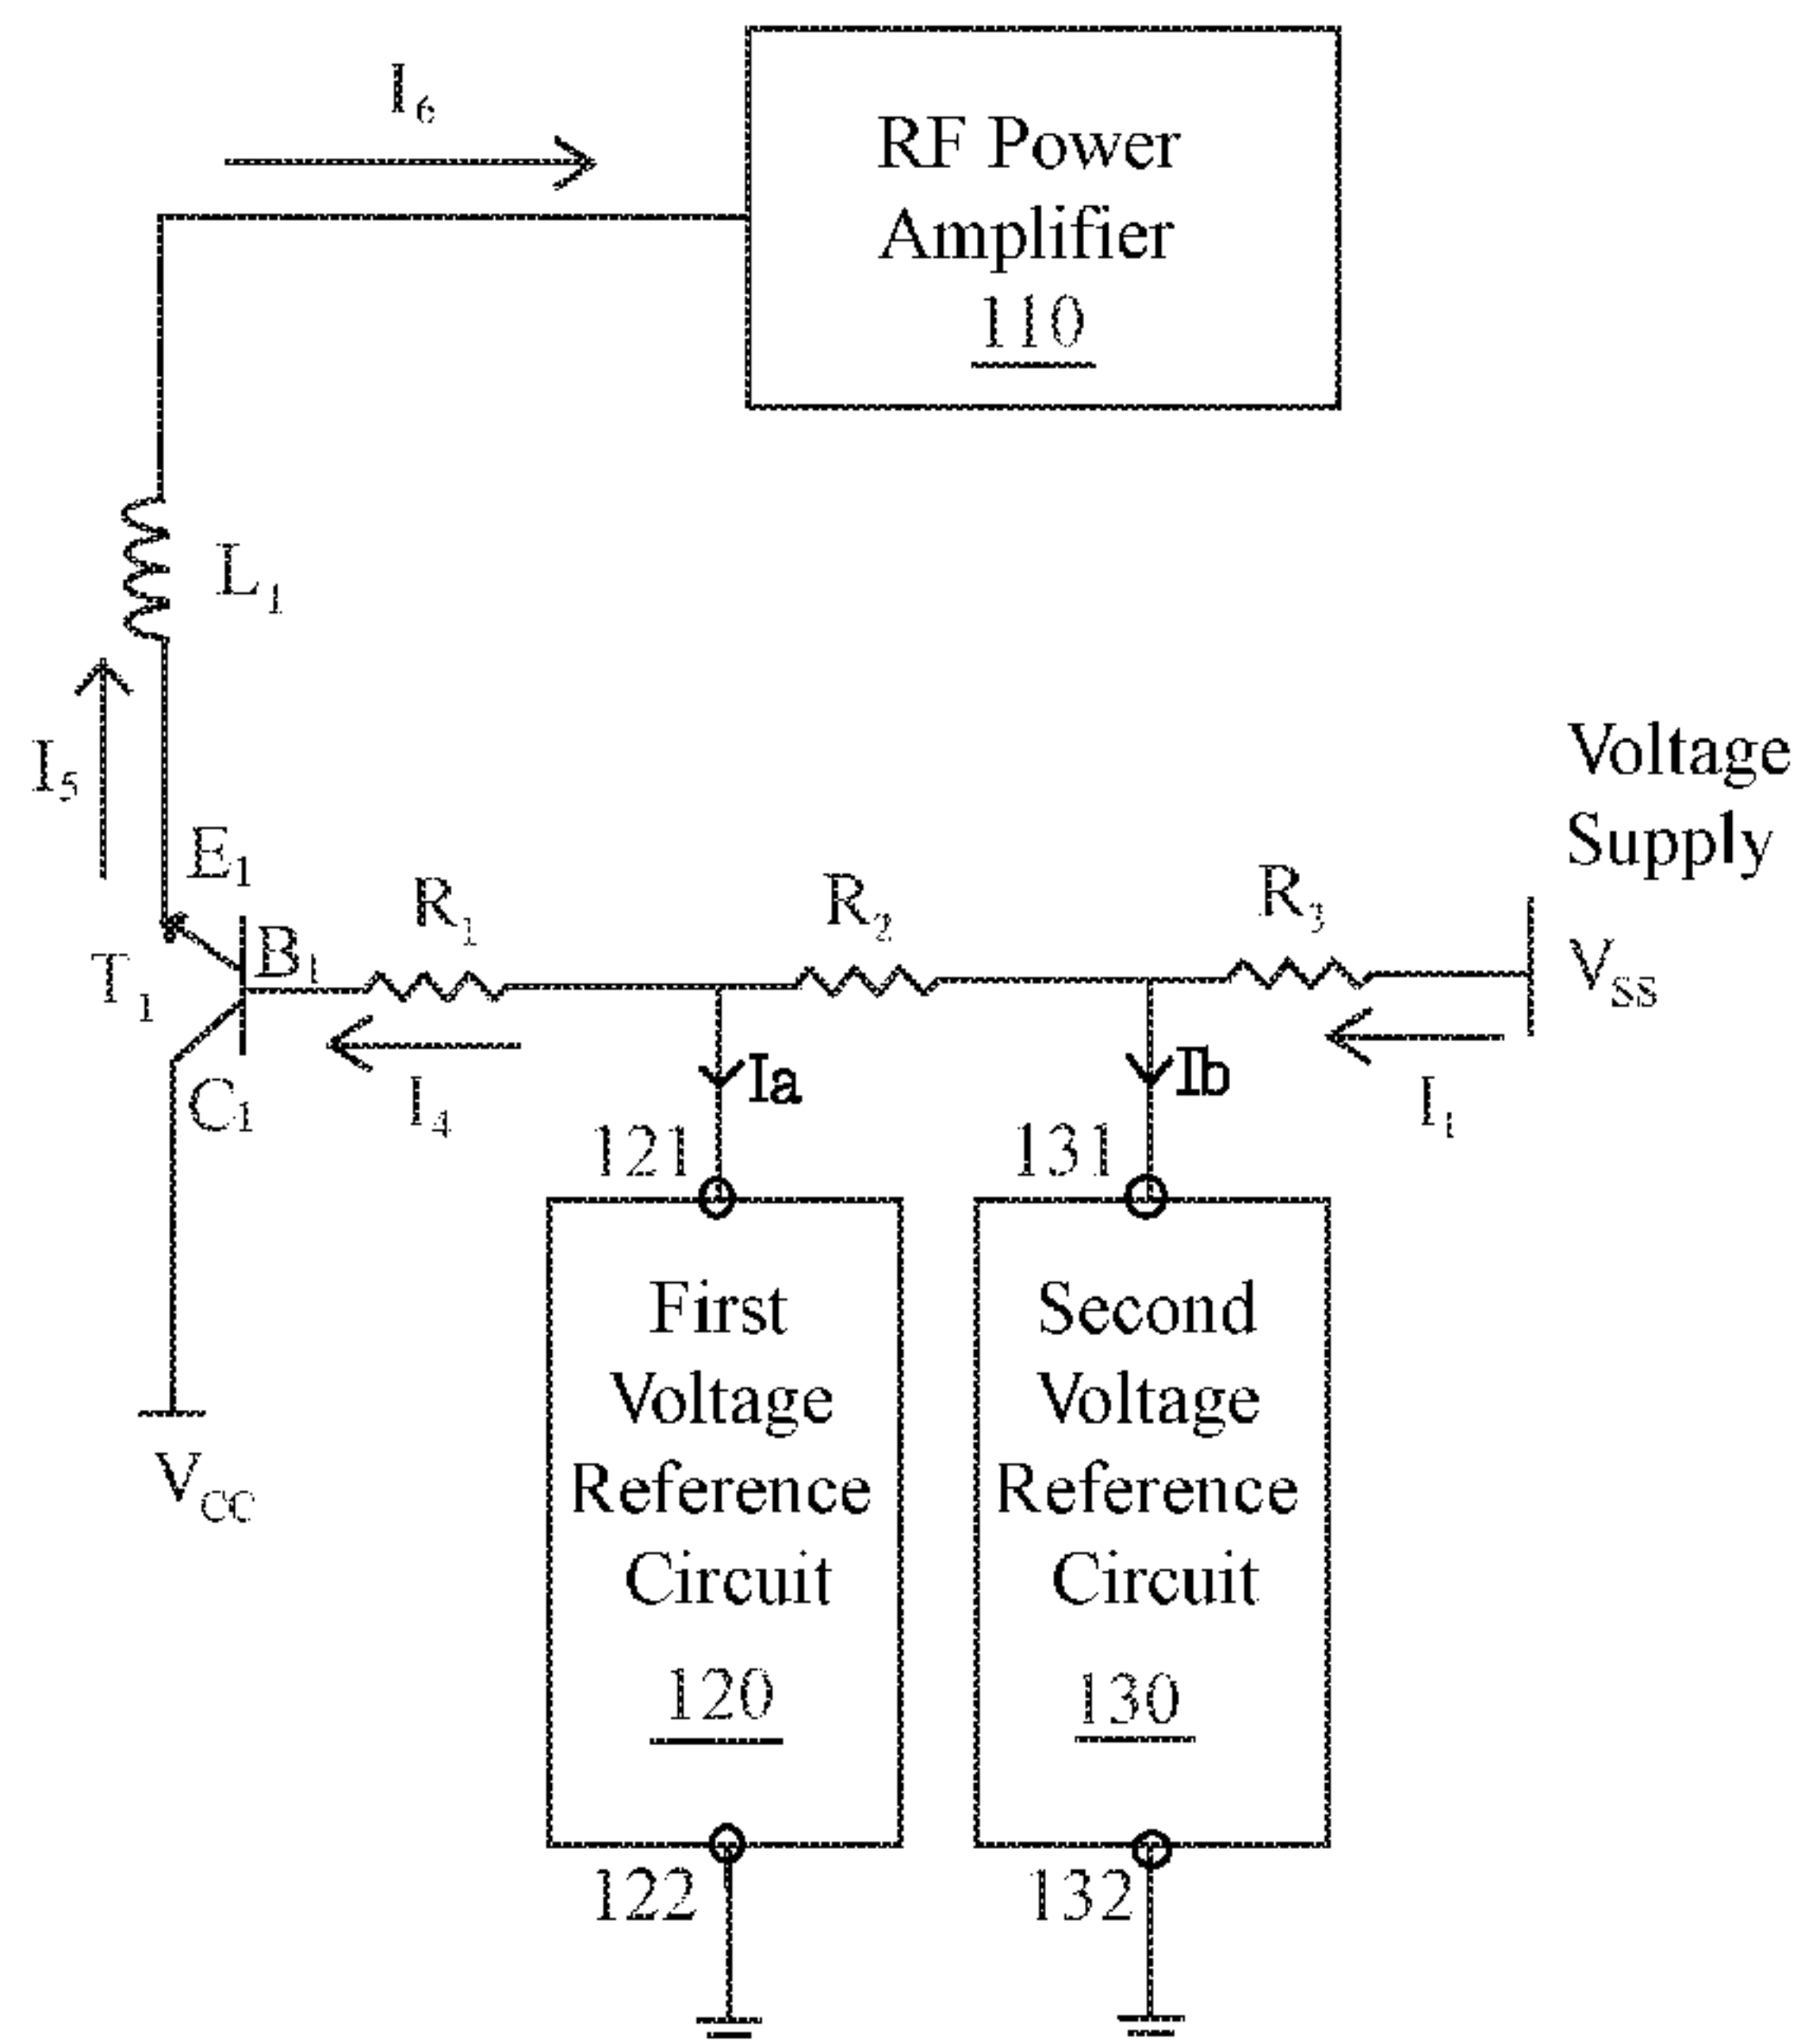 I6
RF Power
Amplifier
110
L1
I5
Voltage
Supply
VSS
E1
T1
B1
C1
R1
R2
R3
I4
Ia
Ib
I1
121
131
First
Voltage
Reference
Circuit
120
Second
Voltage
Reference
Circuit
130
VCC
122
132